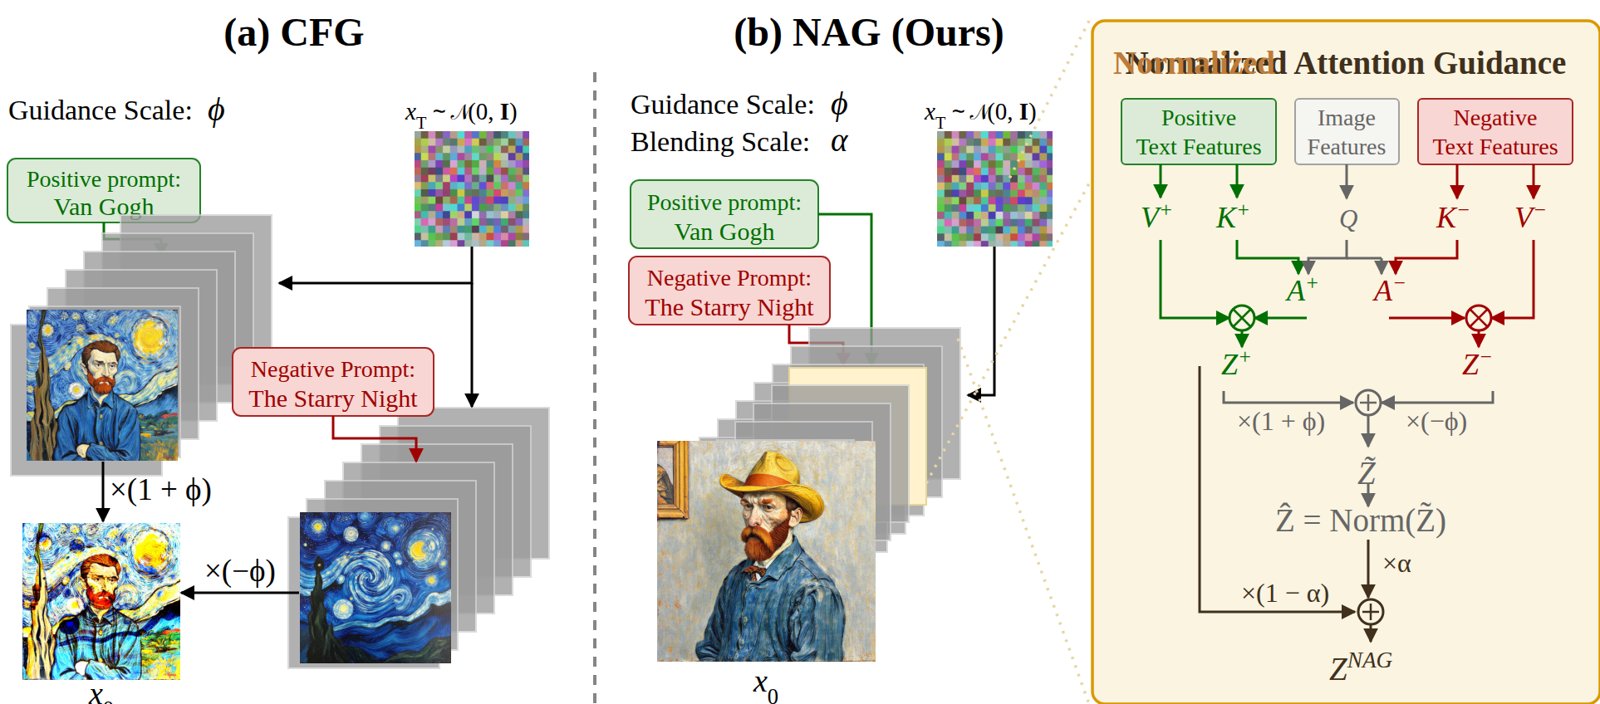 (a) CFG
Guidance Scale: ϕ
x_T ~ 𝒩(0, I)
Positive prompt:
Van Gogh
Negative Prompt:
The Starry Night
×(1 + ϕ)
×(−ϕ)
x_0
(b) NAG (Ours)
Guidance Scale: ϕ
Blending Scale: α
x_T ~ 𝒩(0, I)
Positive prompt:
Van Gogh
Negative Prompt:
The Starry Night
x_0
Normalized Attention Guidance
Positive
Text Features
Image
Features
Negative
Text Features
V⁺ K⁺ Q K⁻ V⁻
A⁺ A⁻
Z⁺ Z⁻
×(1 + ϕ) ×(−ϕ)
Z̃
Ẑ = Norm(Z̃)
×α
×(1 − α)
Z^NAG